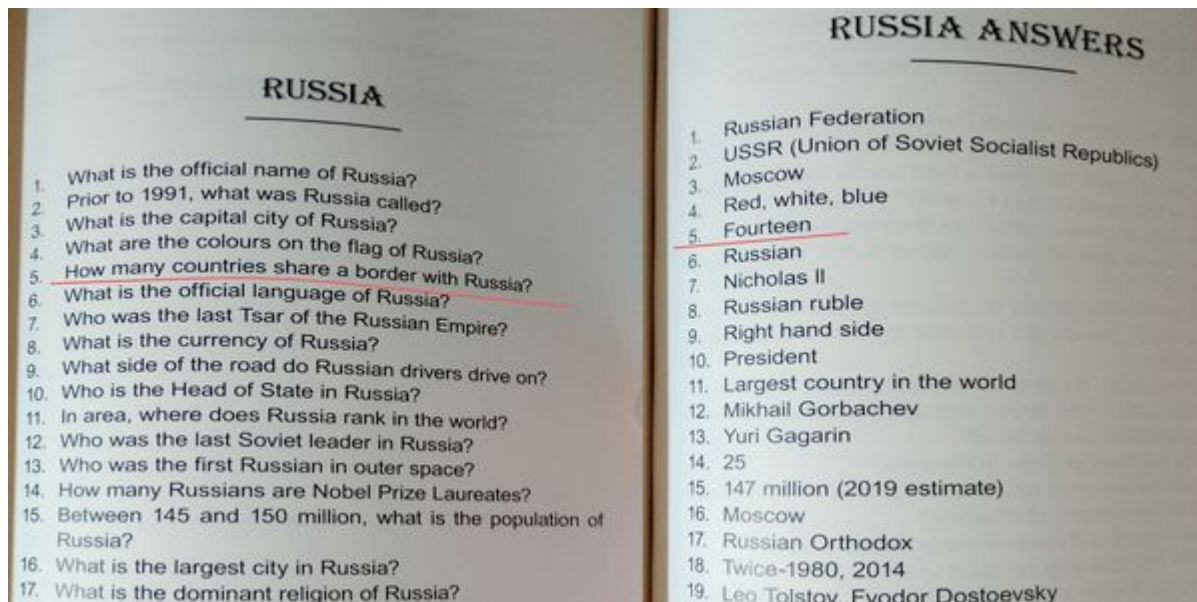 RUSSIA
1. What is the official name of Russia?
2. Prior to 1991, what was Russia called?
3. What is the capital city of Russia?
4. What are the colours on the flag of Russia?
5. How many countries share a border with Russia?
6. What is the official language of Russia?
7. Who was the last Tsar of the Russian Empire?
8. What is the currency of Russia?
9. What side of the road do Russian drivers drive on?
10. Who is the Head of State in Russia?
11. In area, where does Russia rank in the world?
12. Who was the last Soviet leader in Russia?
13. Who was the first Russian in outer space?
14. How many Russians are Nobel Prize Laureates?
15. Between 145 and 150 million, what is the population of
Russia?
16. What is the largest city in Russia?
17. What is the dominant religion of Russia?
RUSSIA ANSWERS
1. Russian Federation
2. USSR (Union of Soviet Socialist Republics)
3. Moscow
4. Red, white, blue
5. Fourteen
6. Russian
7. Nicholas II
8. Russian ruble
9. Right hand side
10. President
11. Largest country in the world
12. Mikhail Gorbachev
13. Yuri Gagarin
14. 25
15. 147 million (2019 estimate)
16. Moscow
17. Russian Orthodox
18. Twice-1980, 2014
19. Leo Tolstoy, Fyodor Dostoevsky